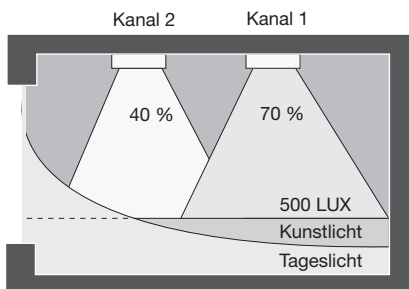 Kanal 2 Kanal 1
40 % 70 %
500 LUX
Kunstlicht
Tageslicht